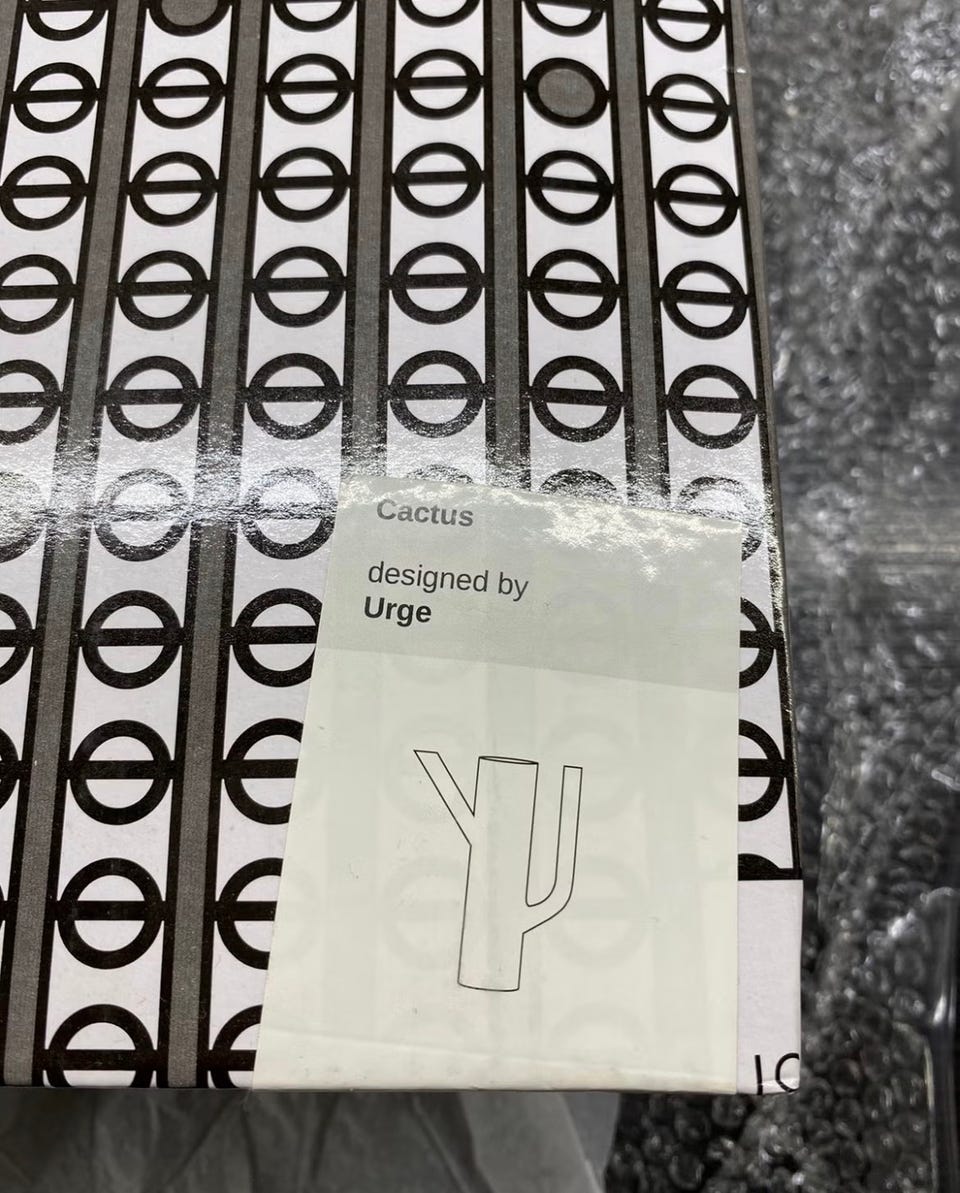 Cactus
designed by
Urge